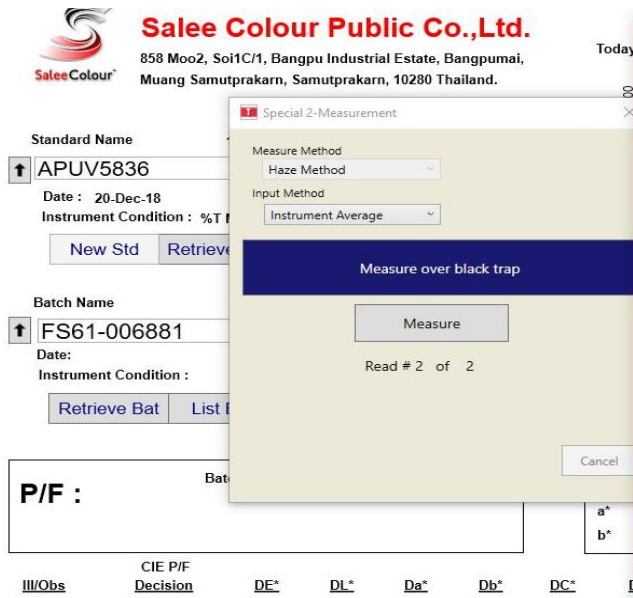 Salee Colour Public Co.,Ltd.
858 Moo2, Soi1C/1, Bangpu Industrial Estate, Bangpumai,
Muang Samutprakarn, Samutprakarn, 10280 Thailand.
SaleeColour
Today
00
Special 2-Measurement
Standard Name
APUV5836
Date : 20-Dec-18
Instrument Condition : %T
New Std Retrieve
Measure Method
Haze Method
Input Method
Instrument Average
Measure over black trap
Measure
Read # 2 of 2
Cancel
Batch Name
FS61-006881
Date:
Instrument Condition :
Retrieve Bat List
P/F :
a*
b*
CIE P/F
Ill/Obs Decision DE* DL* Da* Db* DC*